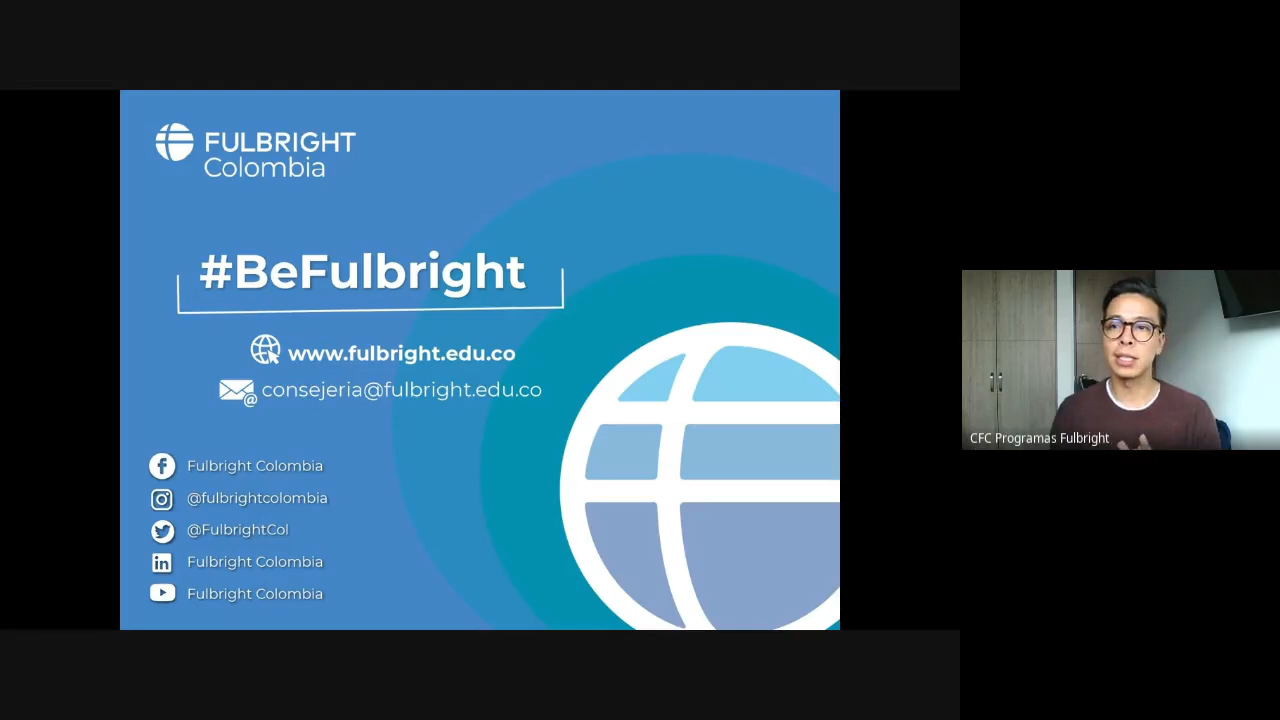 FULBRIGHT
Colombia
#BeFulbright
www.fulbright.edu.co
consejeria@fulbright.edu.co
Fulbright Colombia
@fulbrightcolombia
@FulbrightCol
Fulbright Colombia
Fulbright Colombia
CFC Programas Fulbright